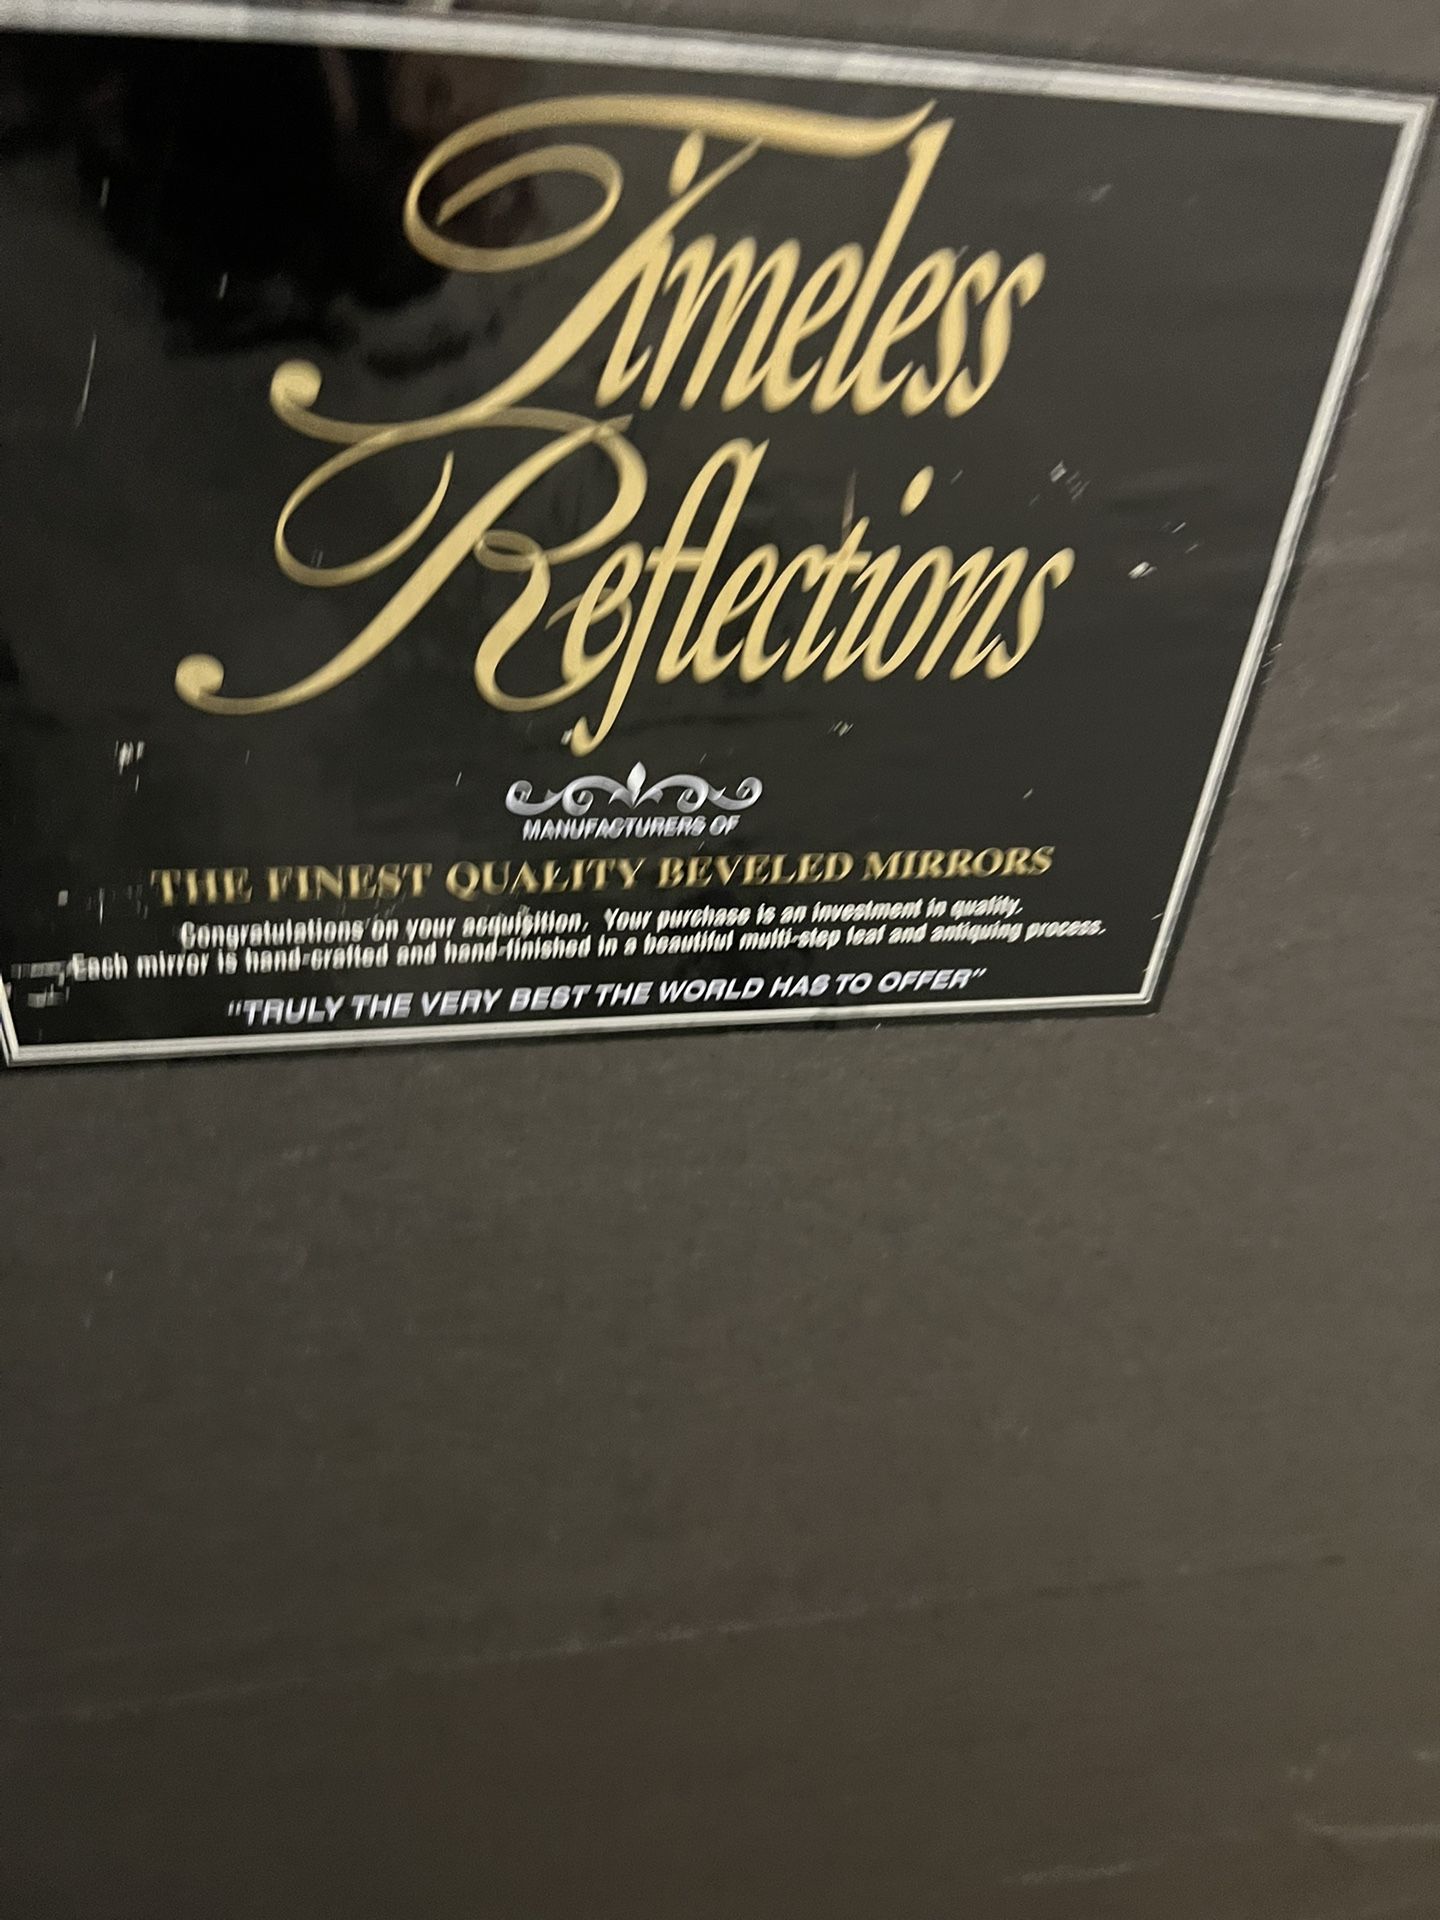 Timeless
Reflections
MANUFACTURERS OF
THE FINEST QUALITY BEVELED MIRRORS
Congratulations on your acquisition. Your purchase is an investment in quality.
Each mirror is hand-crafted and hand-finished in a beautiful multi-step leaf and antiquing process.
"TRULY THE VERY BEST THE WORLD HAS TO OFFER"